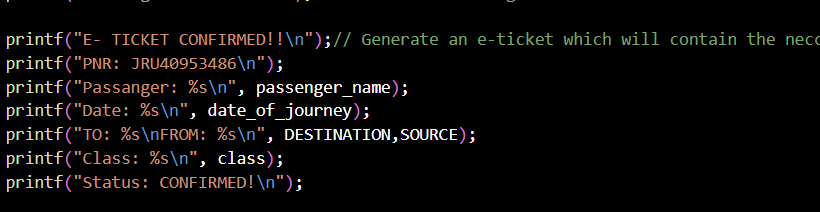 printf("E- TICKET CONFIRMED!!\n");// Generate an e-ticket which will contain the
printf("PNR: JRU40953486\n");
printf("Passanger: %s\n", passenger_name);
printf("Date: %s\n", date_of_journey);
printf("TO: %s\nFROM: %s\n", DESTINATION,SOURCE);
printf("Class: %s\n", class);
printf("Status: CONFIRMED!\n");